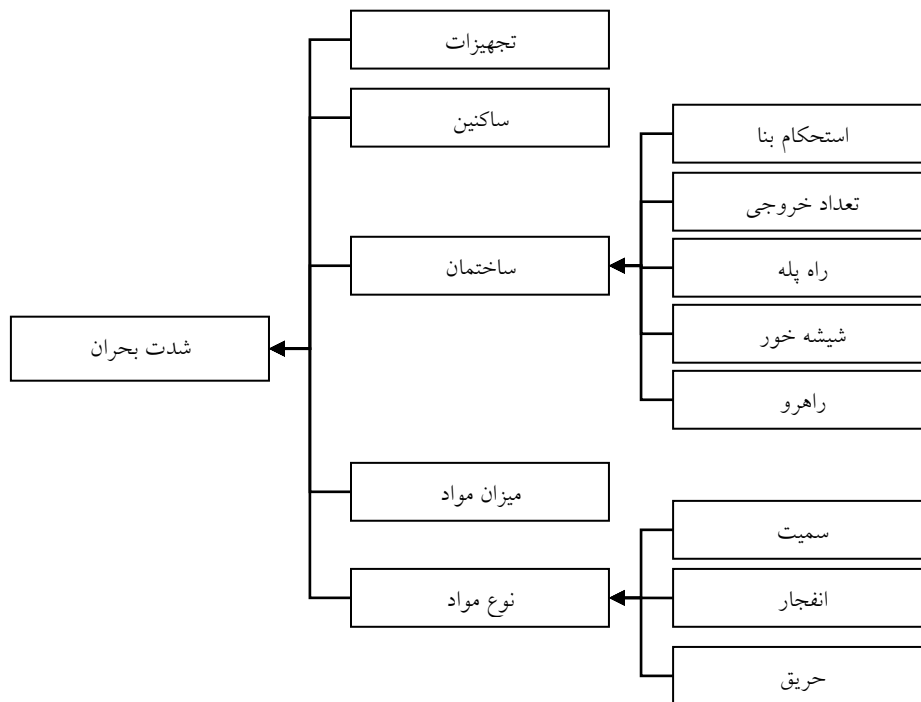 تجهیزات
ساکنین
استحکام بنا
تعداد خروجی
ساختمان
راه پله
شدت بحران
شیشه خور
راهرو
میزان مواد
سمیت
نوع مواد
انفجار
حریق